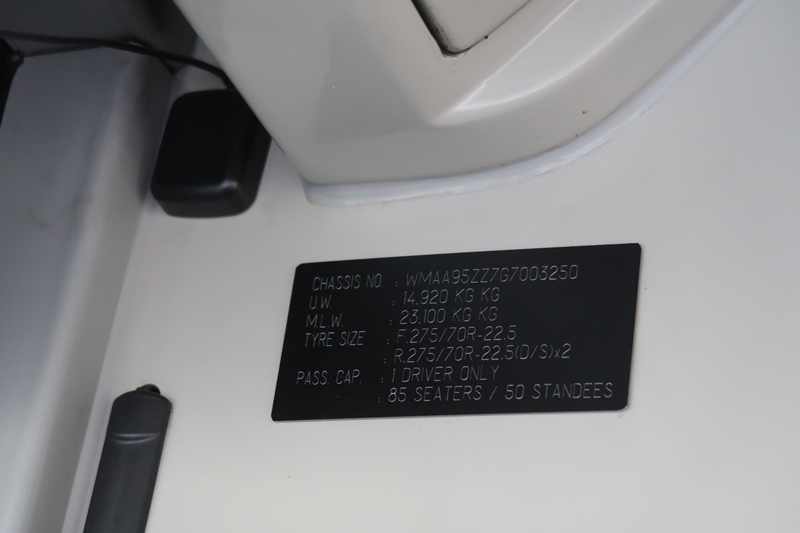 CHASSIS NO. : WMAA95ZZ7G7003250
U.W. : 14.920 KG KG
M.L.W. : 23.100 KG KG
TYRE SIZE : F.275/70R-22.5
: R.275/70R-22.5(D/S)x2
PASS. CAP. : 1 DRIVER ONLY
: 85 SEATERS / 50 STANDEES